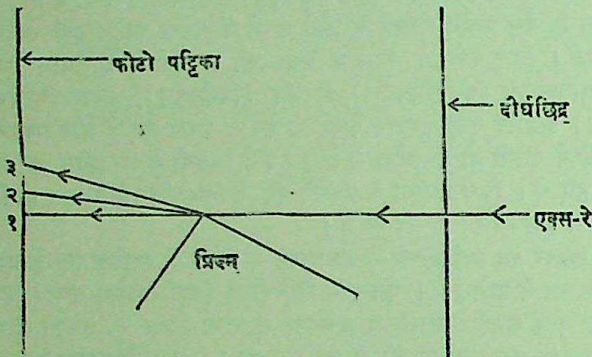 फोटो पट्टिका
दीर्घछिद्र
३
२
१
एक्स-रे
प्रिज्म